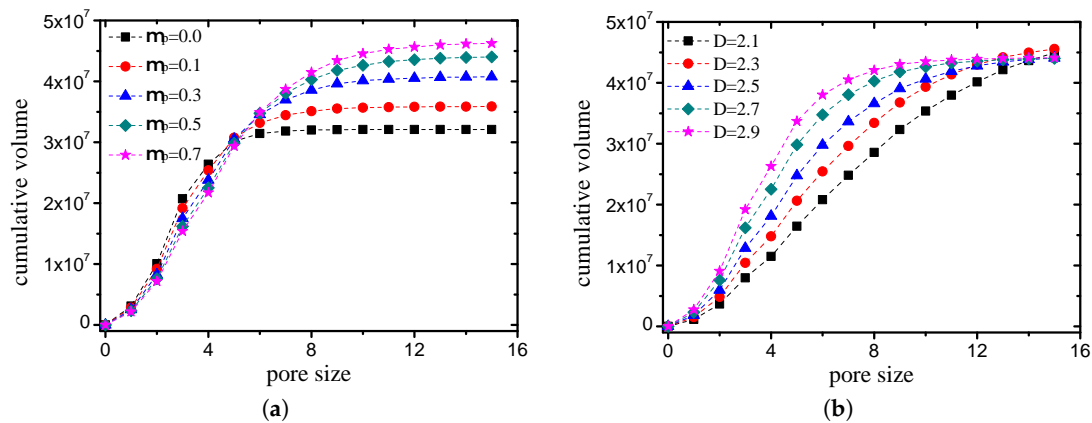 5x10⁷
4x10⁷
3x10⁷
2x10⁷
1x10⁷
0
cumulative volume
mp=0.0
mp=0.1
mp=0.3
mp=0.5
mp=0.7
0 4 8 12 16
pore size
(a)
5x10⁷
4x10⁷
3x10⁷
2x10⁷
1x10⁷
0
cumulative volume
D=2.1
D=2.3
D=2.5
D=2.7
D=2.9
0 4 8 12 16
pore size
(b)